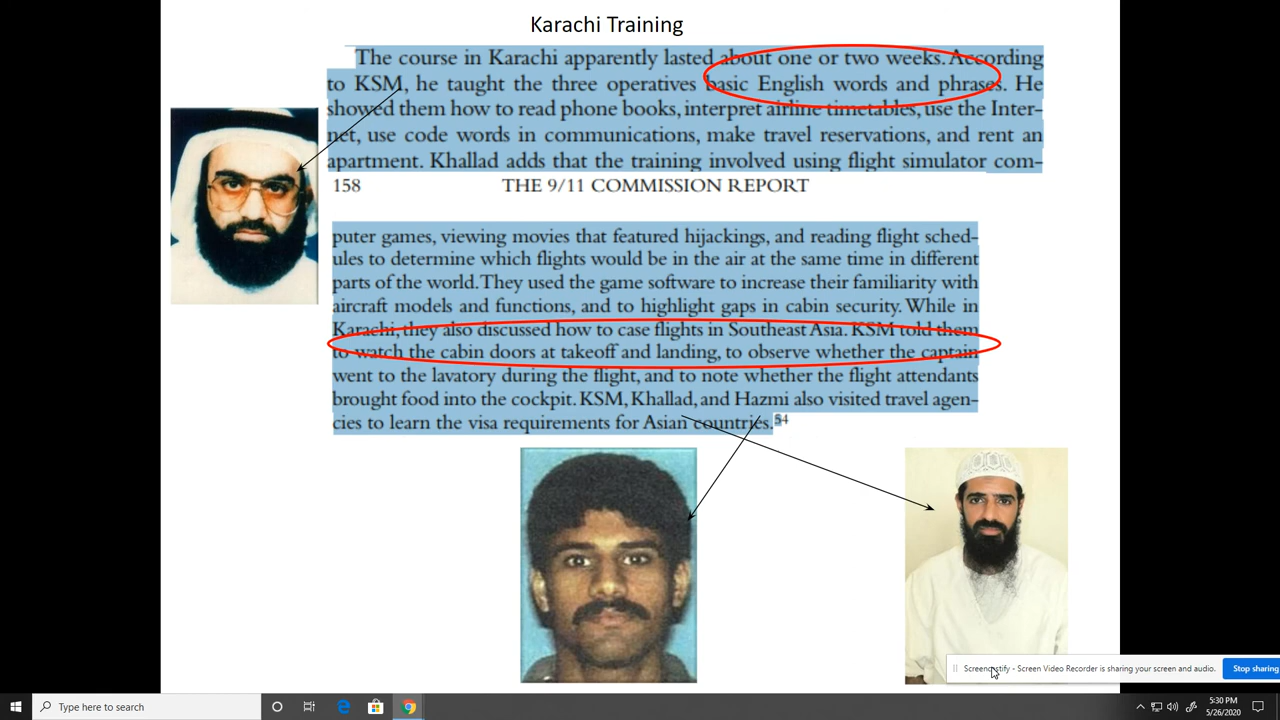 Karachi Training
The course in Karachi apparently lasted about one or two weeks. According
to KSM, he taught the three operatives basic English words and phrases. He
showed them how to read phone books, interpret airline timetables, use the Inter-
net, use code words in communications, make travel reservations, and rent an
apartment. Khallad adds that the training involved using flight simulator com-
158 THE 9/11 COMMISSION REPORT
puter games, viewing movies that featured hijackings, and reading flight sched-
ules to determine which flights would be in the air at the same time in different
parts of the world. They used the game software to increase their familiarity with
aircraft models and functions, and to highlight gaps in cabin security. While in
Karachi, they also discussed how to case flights in Southeast Asia. KSM told them
to watch the cabin doors at takeoff and landing, to observe whether the captain
went to the lavatory during the flight, and to note whether the flight attendants
brought food into the cockpit. KSM, Khallad, and Hazmi also visited travel agen-
cies to learn the visa requirements for Asian countries.54
Screencastify - Screen Video Recorder is sharing your screen and audio.
Stop sharing
Type here to search
5:30 PM
5/26/2020